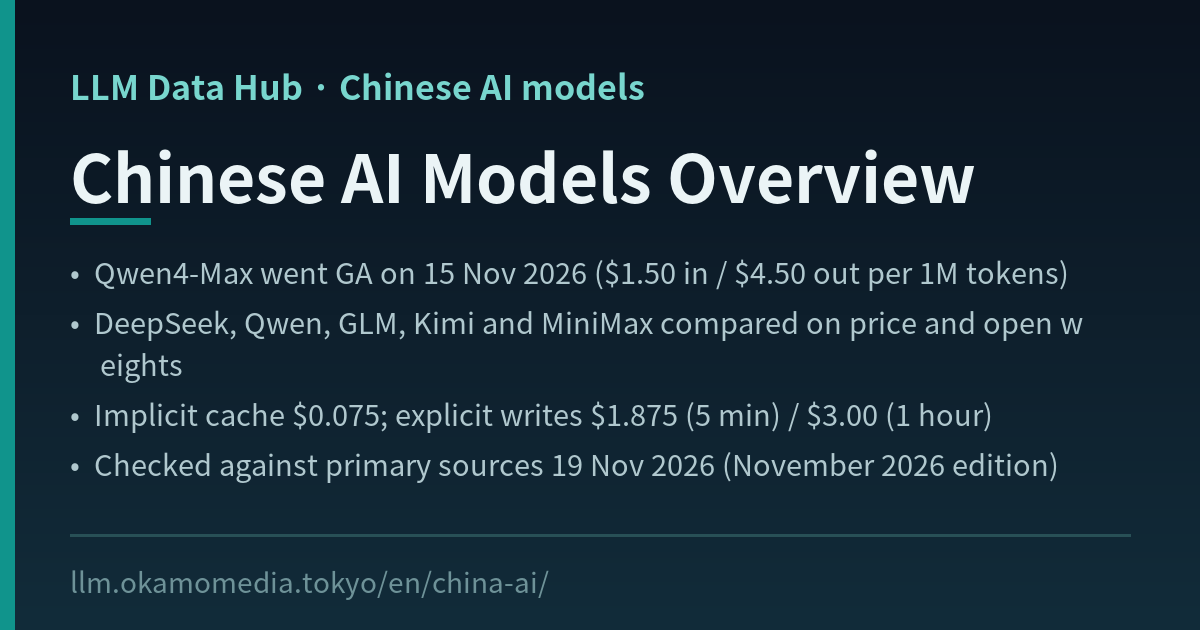 LLM Data Hub · Chinese AI models
Chinese AI Models Overview
• Qwen4-Max went GA on 15 Nov 2026 ($1.50 in / $4.50 out per 1M tokens)
• DeepSeek, Qwen, GLM, Kimi and MiniMax compared on price and open w
eights
• Implicit cache $0.075; explicit writes $1.875 (5 min) / $3.00 (1 hour)
• Checked against primary sources 19 Nov 2026 (November 2026 edition)
llm.okamomedia.tokyo/en/china-ai/